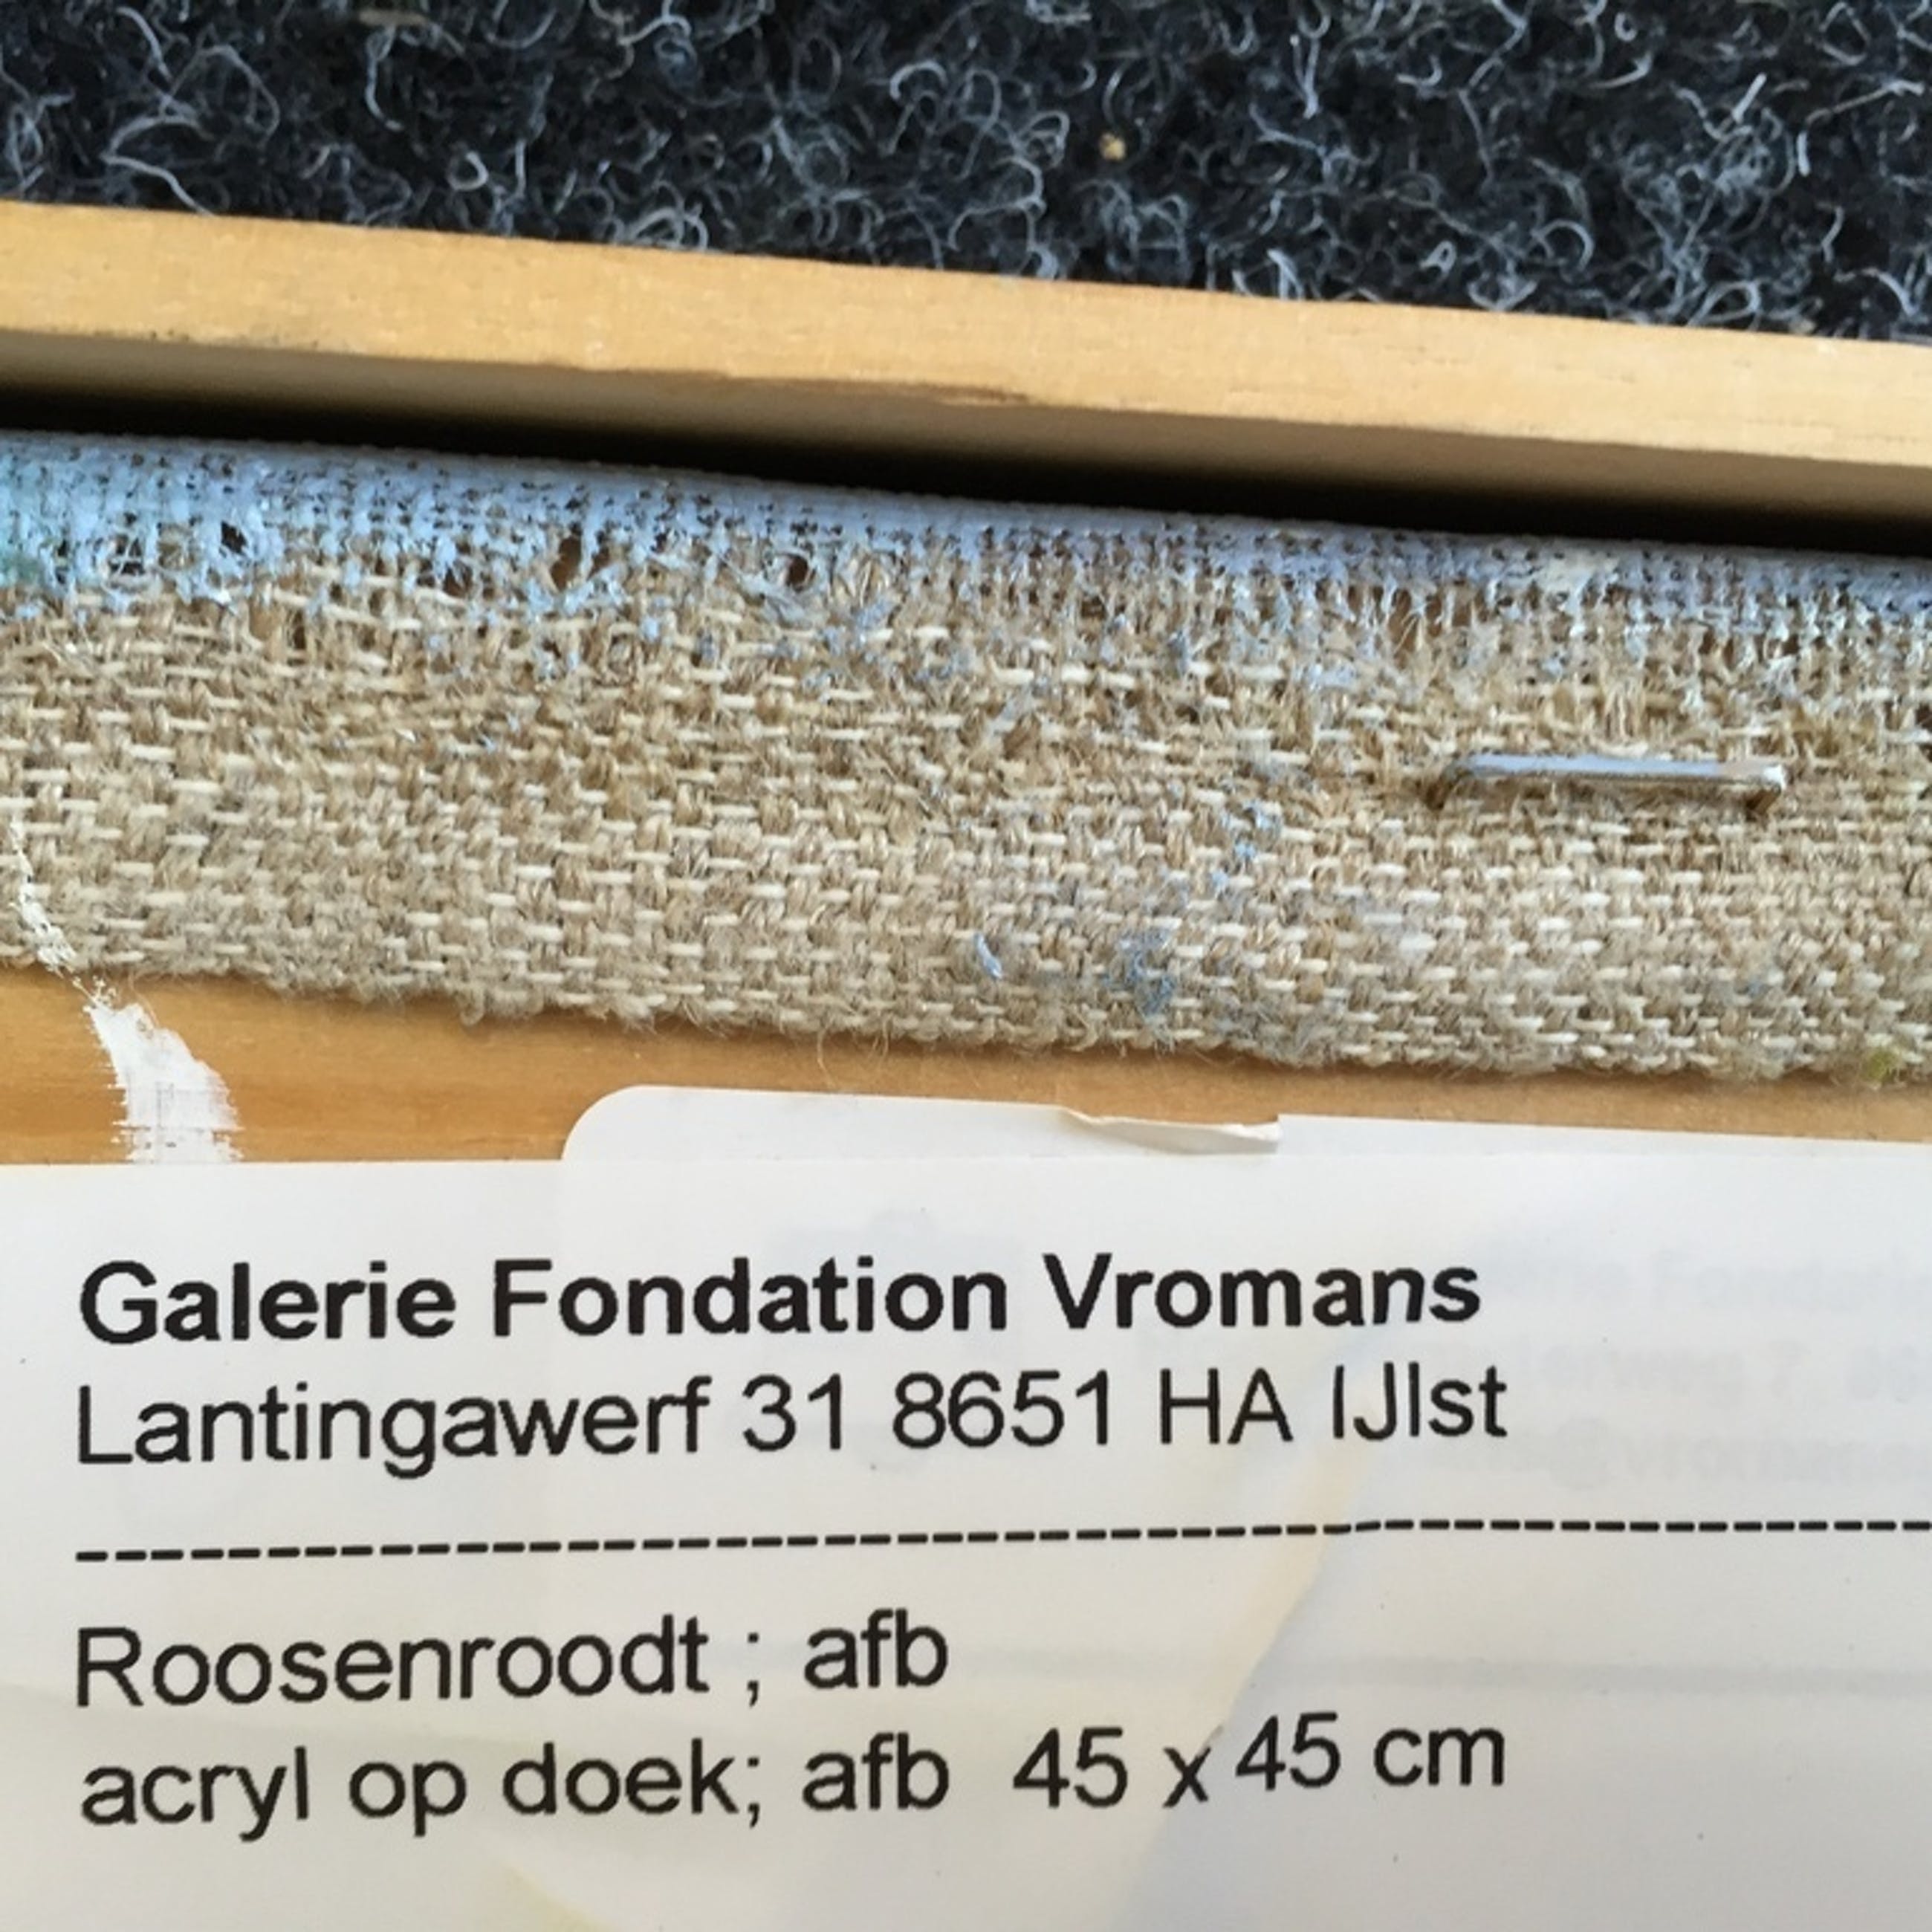 Galerie Fondation Vromans
Lantingawerf 31 8651 HA IJlst
----------------------------------------------------
Roosenroodt ; afb
acryl op doek; afb 45 x 45 cm